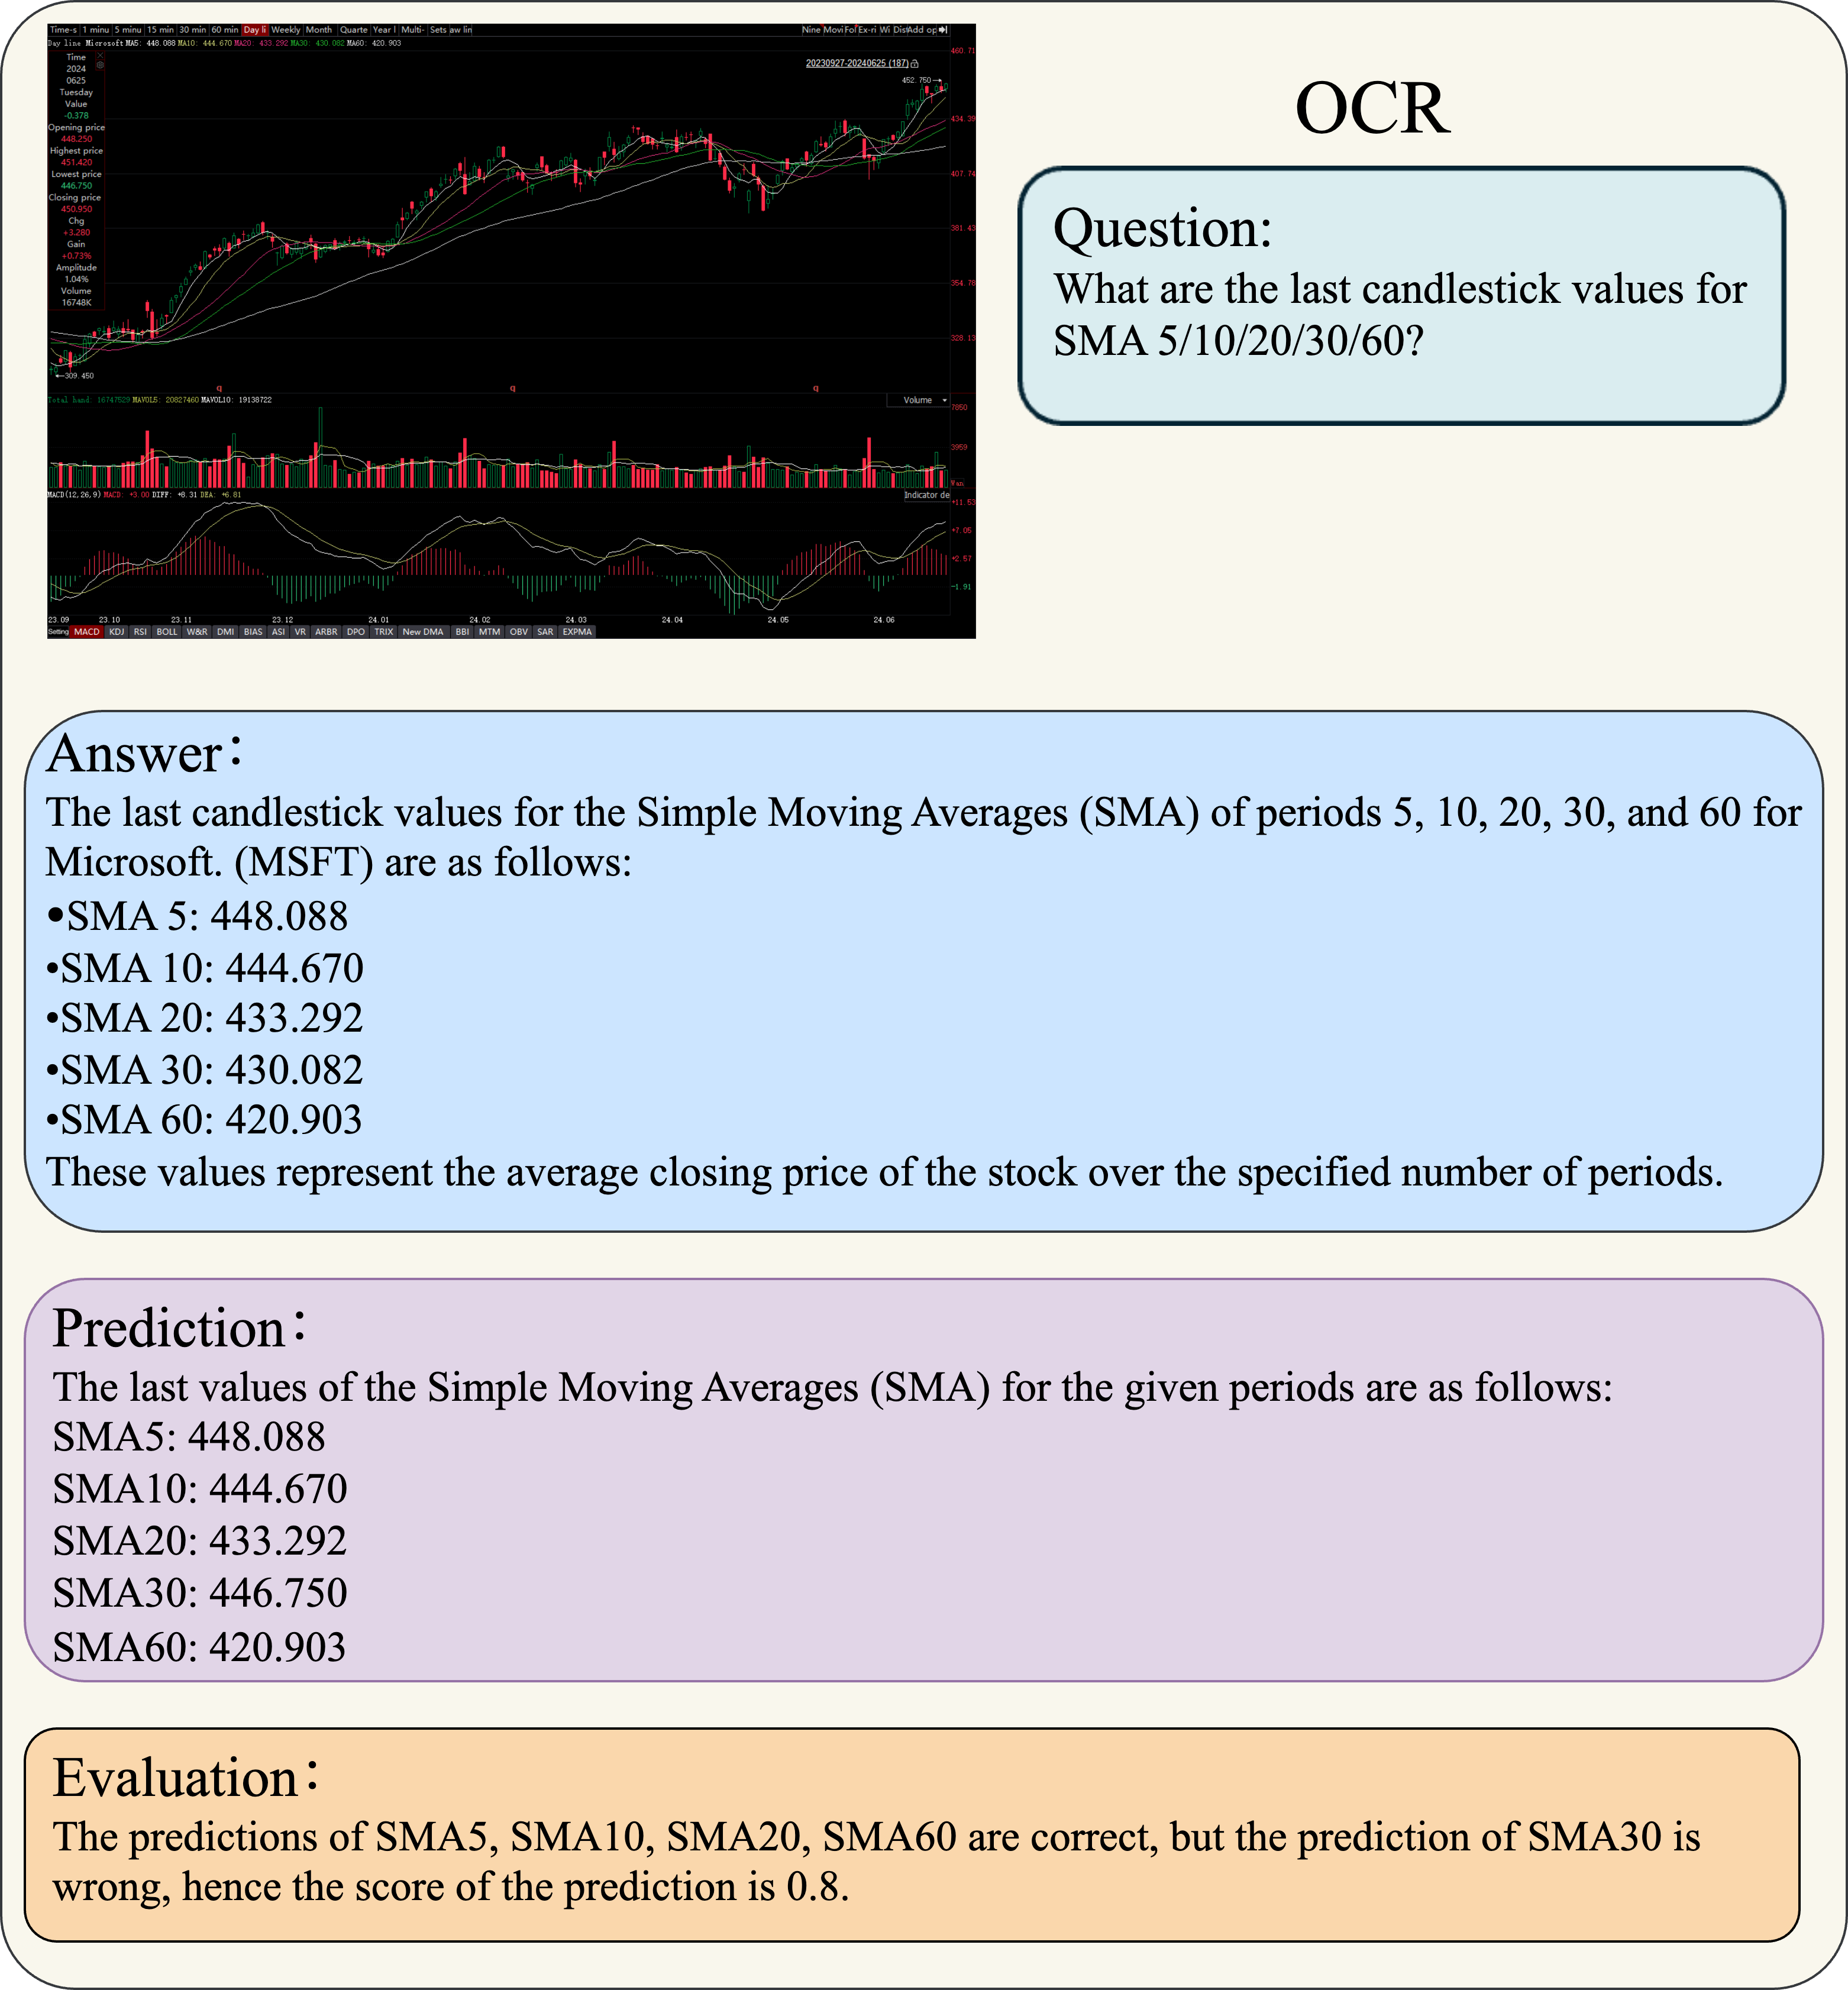 Time-s 1 minu 5 minu 15 min 30 min 60 min Day li Weekly Month Quarte Year l Multi- Sets aw lin Nine Movi Fol Ex-ri Wi Dist Add op
Day line Microsoft MA5: 448.088 MA10: 444.670 MA20: 433.292 MA30: 430.082 MA60: 420.903
Time
2024
0625
Tuesday
Value
-0.378
Opening price
448.250
Highest price
451.420
Lowest price
446.750
Closing price
450.950
Chg
+3.280
Gain
+0.73%
Amplitude
1.04%
Volume
16748K
20230927-20240625 (187)
452.750
309.450
460.71
434.39
407.74
381.43
354.78
328.13
q q q
Total hand: 16747529 MAVOL5: 20827460 MAVOL10: 19138722
Volume
7850
3959
Wan
MACD(12,26,9) MACD: +3.00 DIFF: +8.31 DEA: +6.81
Indicator de
+11.53
+7.05
+2.57
-1.91
23.09 23.10 23.11 23.12 24.01 24.02 24.03 24.04 24.05 24.06
Setting MACD KDJ RSI BOLL W&R DMI BIAS ASI VR ARBR DPO TRIX New DMA BBI MTM OBV SAR EXPMA
OCR
Question:
What are the last candlestick values for
SMA 5/10/20/30/60?
Answer：
The last candlestick values for the Simple Moving Averages (SMA) of periods 5, 10, 20, 30, and 60 for
Microsoft. (MSFT) are as follows:
•SMA 5: 448.088
•SMA 10: 444.670
•SMA 20: 433.292
•SMA 30: 430.082
•SMA 60: 420.903
These values represent the average closing price of the stock over the specified number of periods.
Prediction：
The last values of the Simple Moving Averages (SMA) for the given periods are as follows:
SMA5: 448.088
SMA10: 444.670
SMA20: 433.292
SMA30: 446.750
SMA60: 420.903
Evaluation：
The predictions of SMA5, SMA10, SMA20, SMA60 are correct, but the prediction of SMA30 is
wrong, hence the score of the prediction is 0.8.